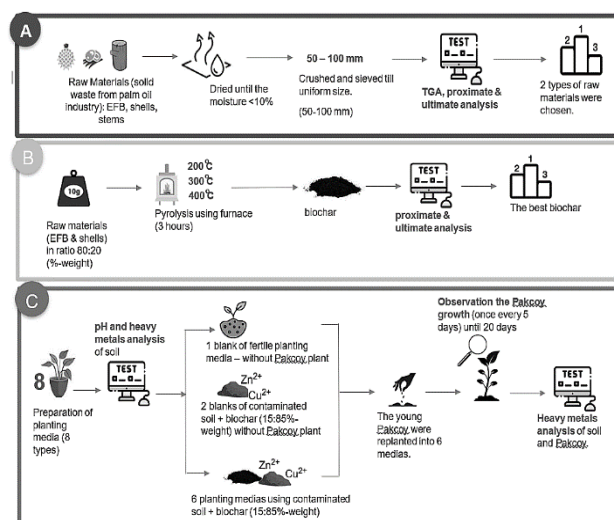 A
Raw Materials (solid
waste from palm oil
industry): EFB, shells,
stems
Dried until the
moisture <10%
50 – 100 mm
Crushed and sieved till
uniform size.
(50-100 mm)
TEST
TGA, proximate &
ultimate analysis
2 1 3
2 types of raw
materials were
chosen.
B
10g
Raw materials
(EFB & shells)
in ratio 80:20
(%-weight)
200°C
300°C
400°C
Pyrolysis using furnace
(3 hours)
biochar
TEST
proximate &
ultimate analysis
2 1 3
The best biochar
C
8
Preparation of
planting
media (8
types)
pH and heavy
metals analysis
of soil
TEST
1 blank of fertile planting
media – without Pakcoy plant
Zn2+
Cu2+
2 blanks of contaminated
soil + biochar (15:85%-
weight) without Pakcoy plant
Zn2+
Cu2+
6 planting medias using contaminated
soil + biochar (15:85%-weight)
The young
Pakcoy were
replanted into 6
medias.
Observation the Pakcoy
growth (once every 5
days) until 20 days
TEST
Heavy metals
analysis of soil
and Pakcoy.